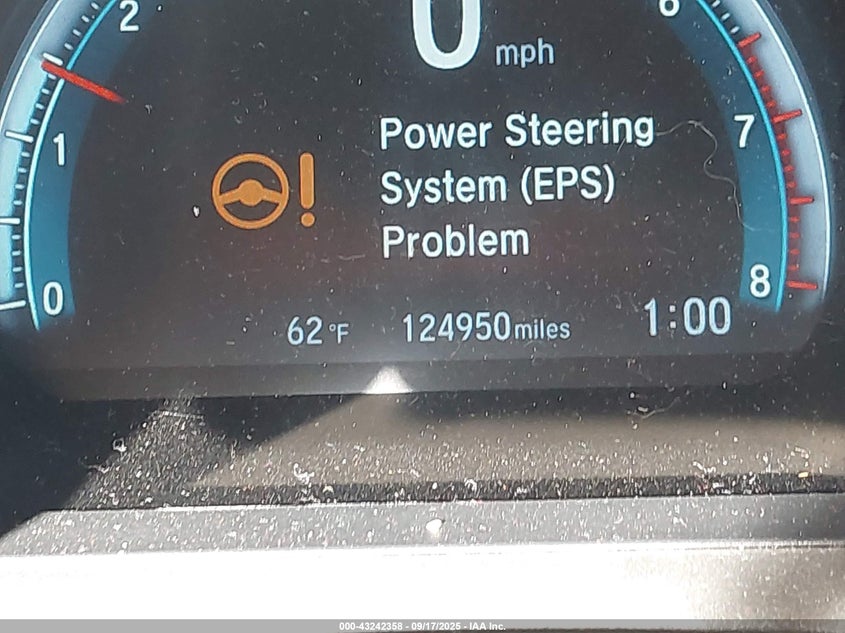 2
0
mph
6
1
7
Power Steering
System (EPS)
Problem
0
8
62°F 124950miles 1:00
000-43242358 - 09/17/2025 - IAA Inc.